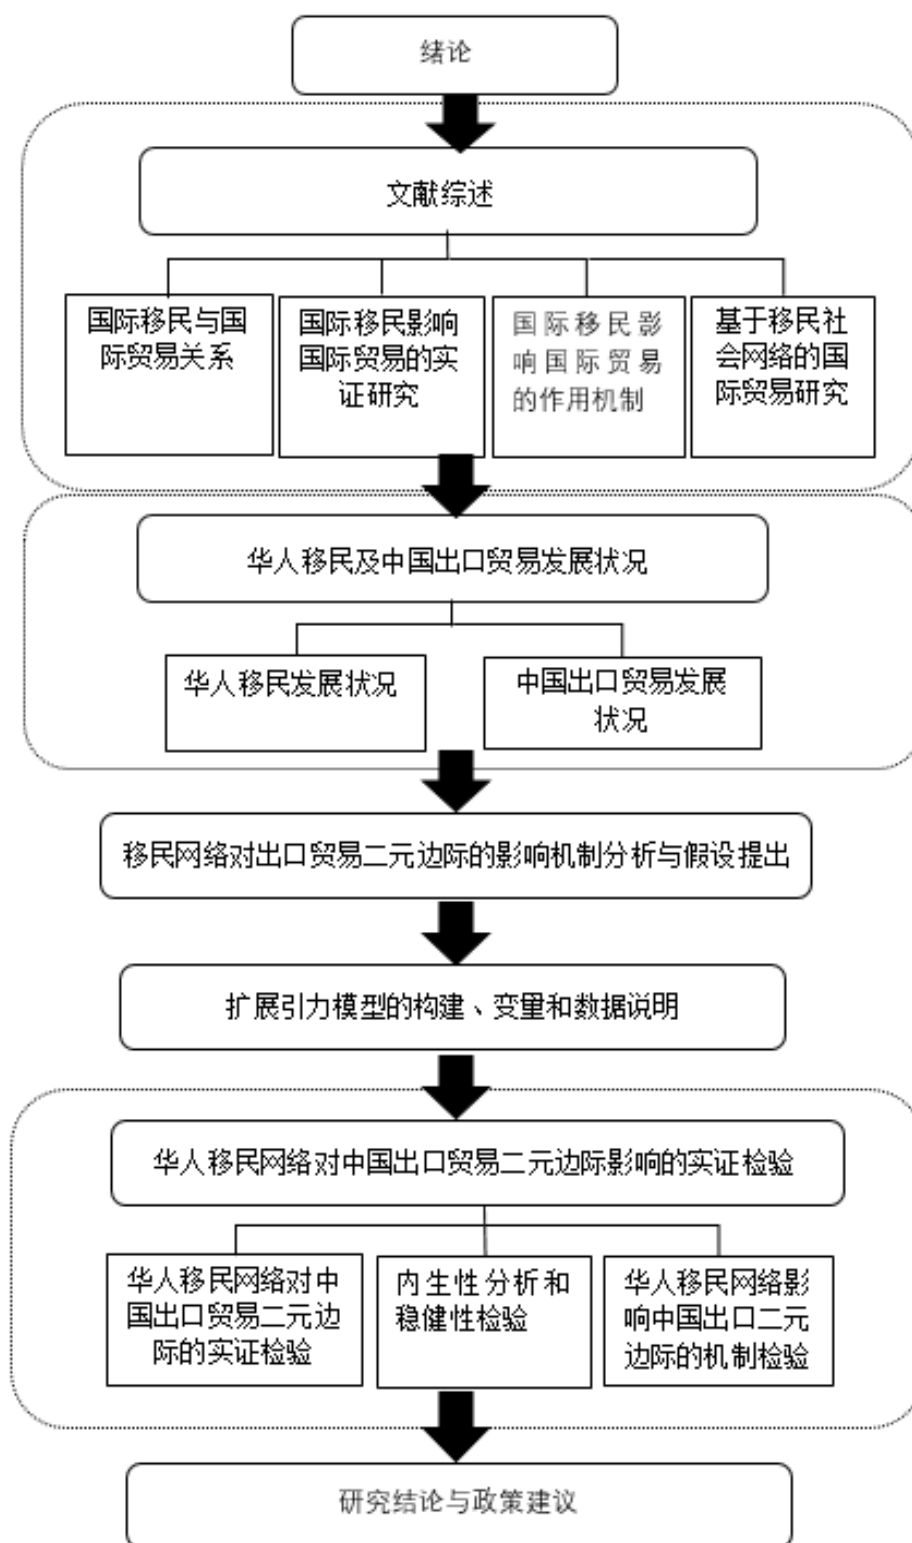 绪论
文献综述
国际移民与国
际贸易关系
国际移民影响
国际贸易的实
证研究
国际移民影
响国际贸易
的作用机制
基于移民社
会网络的国
际贸易研究
华人移民及中国出口贸易发展状况
华人移民发展状况
中国出口贸易发展
状况
移民网络对出口贸易二元边际的影响机制分析与假设提出
扩展引力模型的构建、变量和数据说明
华人移民网络对中国出口贸易二元边际影响的实证检验
华人移民网络对中
国出口贸易二元边
际的实证检验
内生性分析和
稳健性检验
华人移民网络影
响中国出口二元
边际的机制检验
研究结论与政策建议